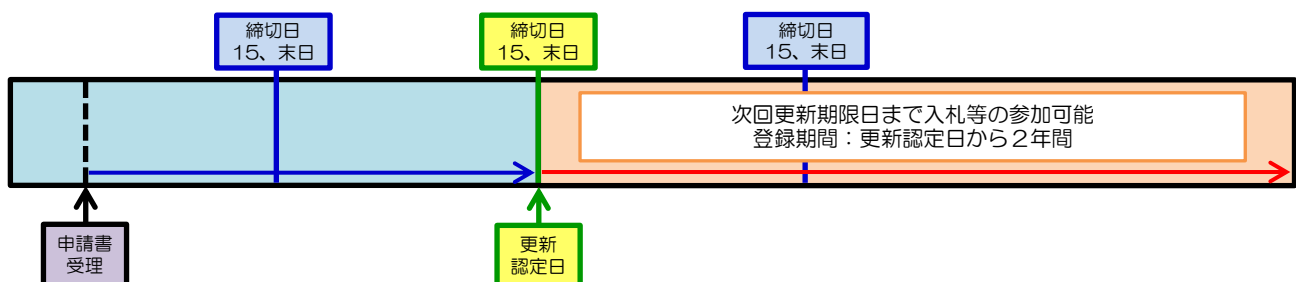 締切日
15、末日
締切日
15、末日
締切日
15、末日
次回更新期限日まで入札等の参加可能
登録期間：更新認定日から２年間
申請書
受理
更新
認定日